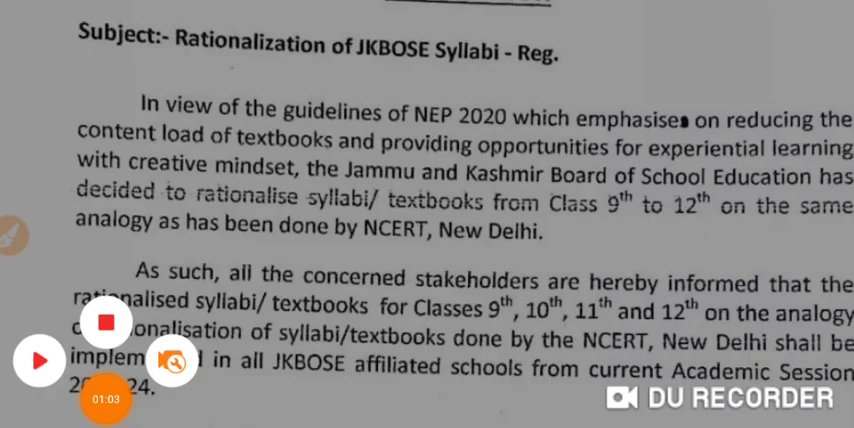 Subject:- Rationalization of JKBOSE Syllabi - Reg.
In view of the guidelines of NEP 2020 which emphasises on reducing the
content load of textbooks and providing opportunities for experiential learning
with creative mindset, the Jammu and Kashmir Board of School Education has
decided to rationalise syllabi/ textbooks from Class 9th to 12th on the same
analogy as has been done by NCERT, New Delhi.
As such, all the concerned stakeholders are hereby informed that the
rationalised syllabi/ textbooks for Classes 9th, 10th, 11th and 12th on the analogy
of syllabi/textbooks done by the NCERT, New Delhi shall be
in all JKBOSE affiliated schools from current Academic Session
24.
01:03
DU RECORDER